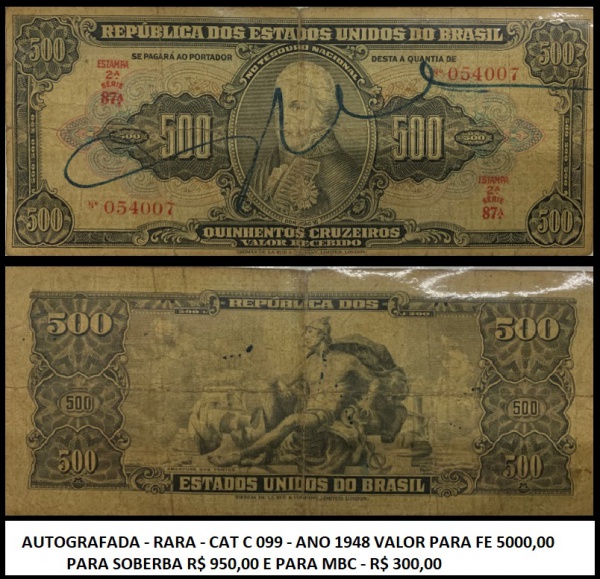 REPÚBLICA DOS ESTADOS UNIDOS DO BRASIL
500 500
SE PAGARÁ AO PORTADOR DESTA A QUANTIA DE
NO TESOURO NACIONAL
ESTAMPA
2ª
SÉRIE
87ª
Nº 054007
500 500
500 500
Nº 054007
ESTAMPA
2ª
SÉRIE
87ª
500 500
QUINHENTOS CRUZEIROS
VALOR RECEBIDO
REPÚBLICA DOS
500 500
500 500
500 500
ESTADOS UNIDOS DO BRASIL
AUTOGRAFADA - RARA - CAT C 099 - ANO 1948 VALOR PARA FE 5000,00
PARA SOBERBA R$ 950,00 E PARA MBC - R$ 300,00